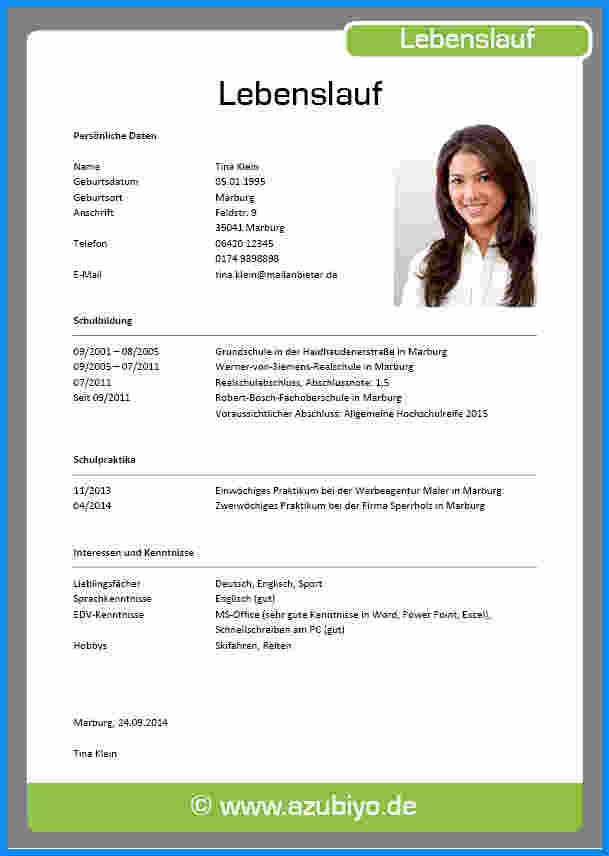 Lebenslauf
Lebenslauf
Persönliche Daten
Name Tina Klein
Geburtsdatum 05.01.1995
Geburtsort Marburg
Anschrift Feldstr. 9
35041 Marburg
Telefon 06420 12345
0174 9898898
E-Mail tina.klein@mailanbieter.de
Schulbildung
09/2001 – 08/2005 Grundschule in der Haidhaudenerstraße in Marburg
09/2005 – 07/2011 Werner-von-Siemens-Realschule in Marburg
07/2011 Realschulabschluss, Abschlussnote: 1,5
Seit 09/2011 Robert-Bosch-Fachoberschule in Marburg
Voraussichtlicher Abschluss: Allgemeine Hochschulreife 2015
Schulpraktika
11/2013 Einwöchiges Praktikum bei der Werbeagentur Maler in Marburg
04/2014 Zweiwöchiges Praktikum bei der Firma Sperrholz in Marburg
Interessen und Kenntnisse
Lieblingsfächer Deutsch, Englisch, Sport
Sprachkenntnisse Englisch (gut)
EDV-Kenntnisse MS-Office (sehr gute Kenntnisse in Word, Power Point, Excel),
Schnellschreiben am PC (gut)
Hobbys Skifahren, Reiten
Marburg, 24.09.2014
Tina Klein
© www.azubiyo.de